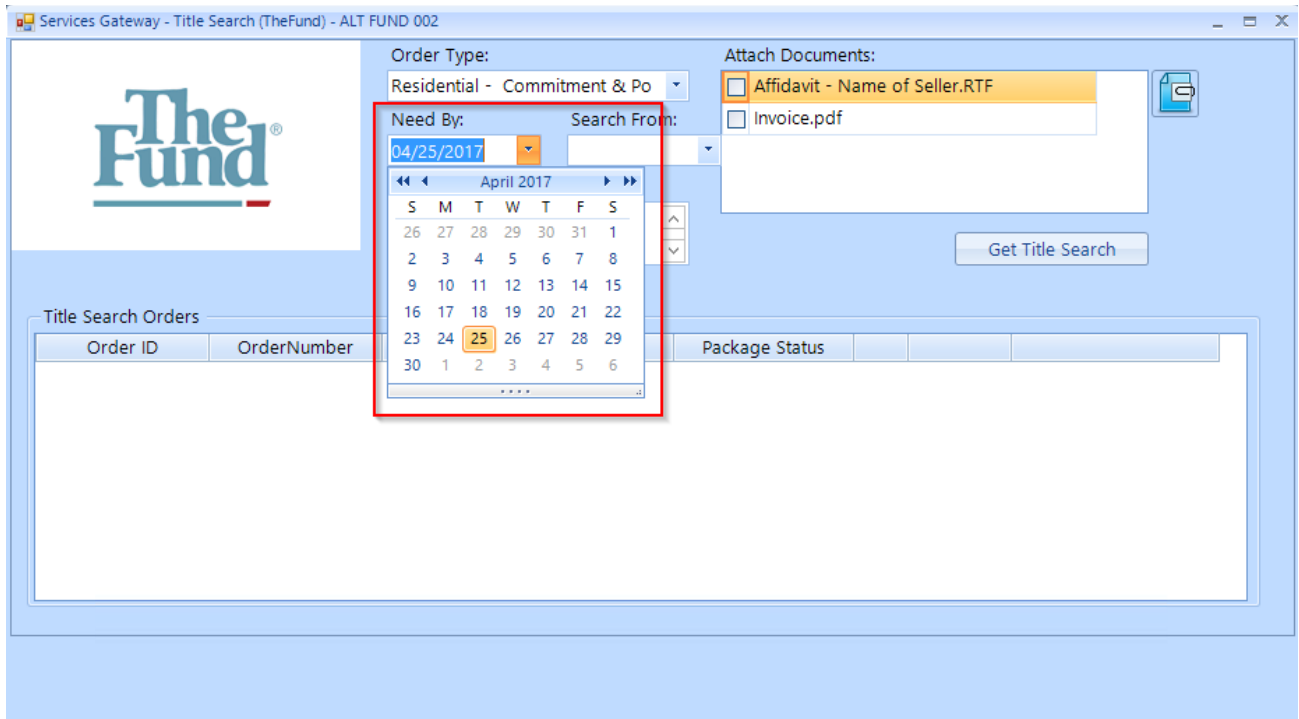 Services Gateway - Title Search (TheFund) - ALT FUND 002
The
Fund®
Order Type:
Residential - Commitment & Po
Need By:
Search From:
04/25/2017
April 2017
S M T W T F S
26 27 28 29 30 31 1
2 3 4 5 6 7 8
9 10 11 12 13 14 15
16 17 18 19 20 21 22
23 24 25 26 27 28 29
30 1 2 3 4 5 6
Attach Documents:
Affidavit - Name of Seller.RTF
Invoice.pdf
Get Title Search
Title Search Orders
Order ID OrderNumber Package Status